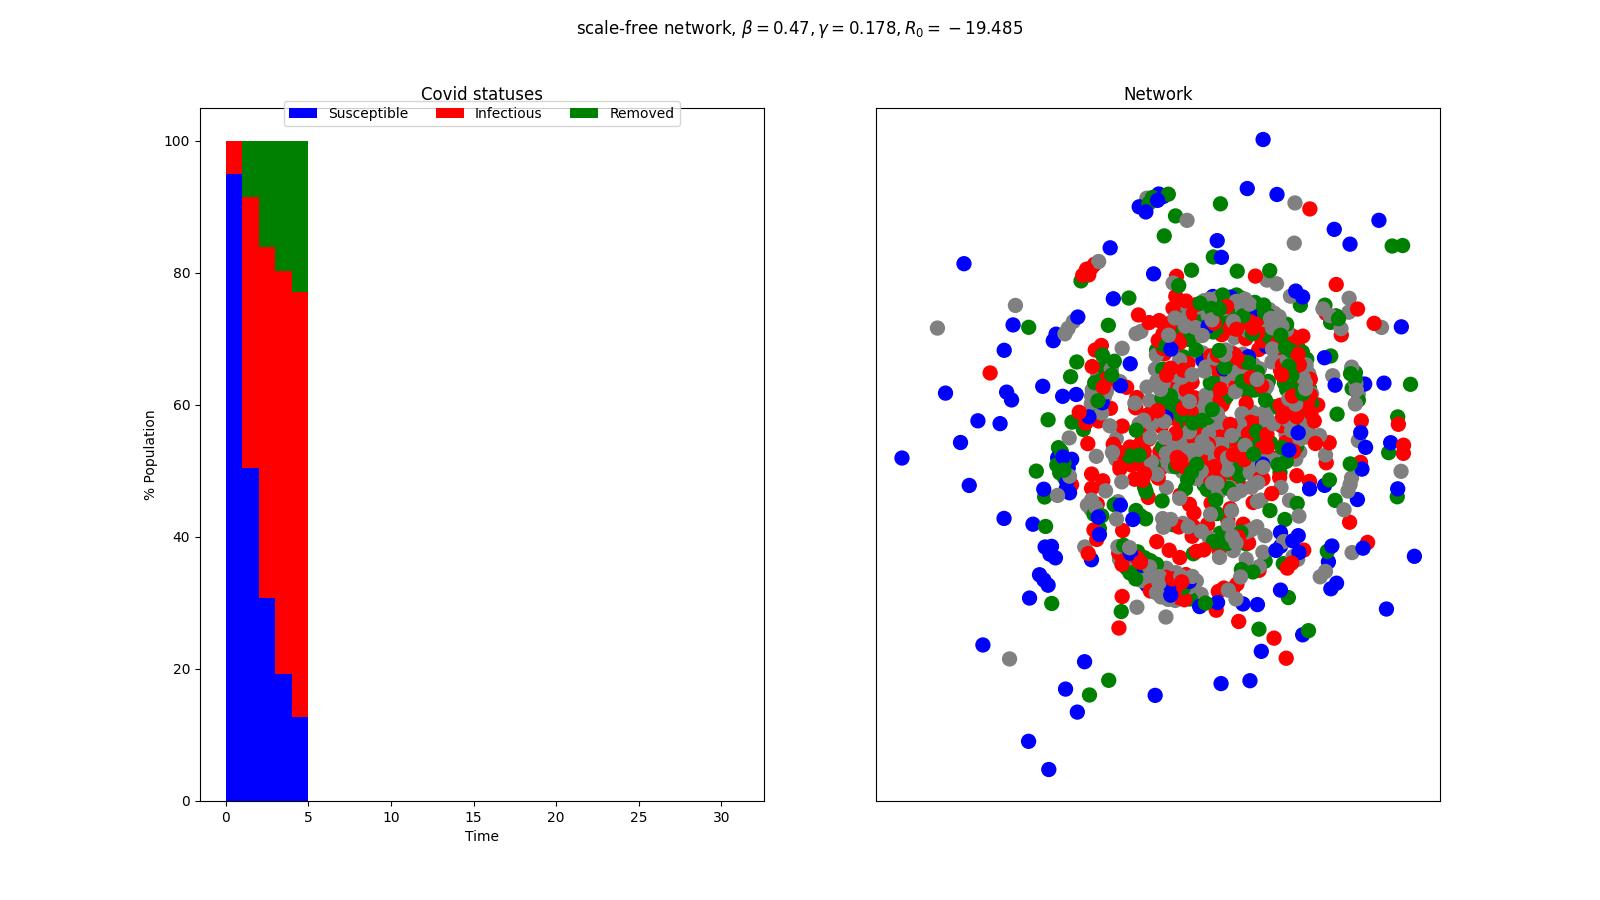 scale-free network, β = 0.47, γ = 0.178, R₀ = − 19.485
Covid statuses
Susceptible Infectious Removed
100
80
60
40
20
0
% Population
0 5 10 15 20 25 30
Time
Network